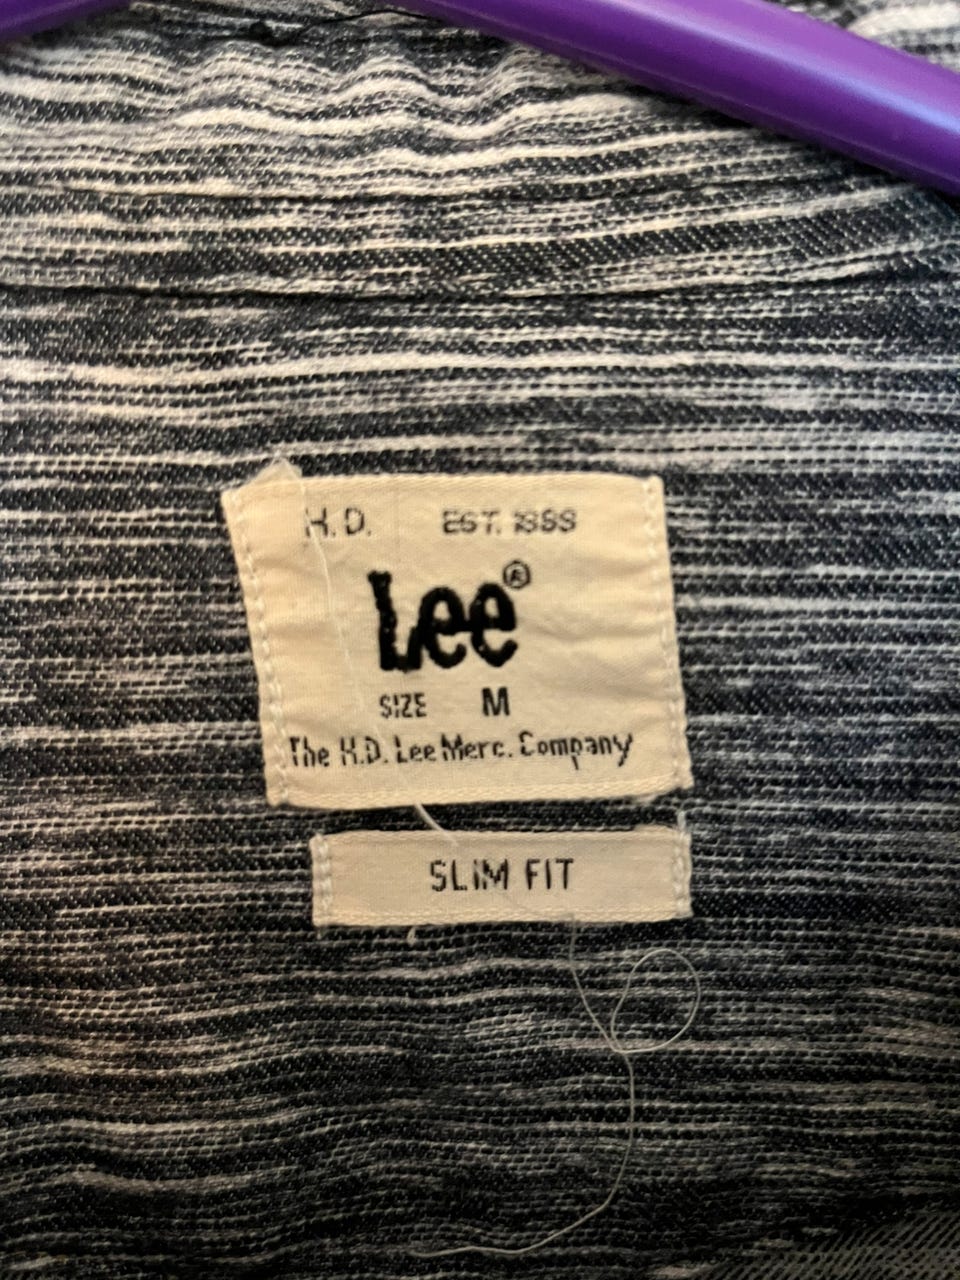 H.D. EST. 1889
Lee®
SIZE M
The H.D. Lee Merc. Company
SLIM FIT